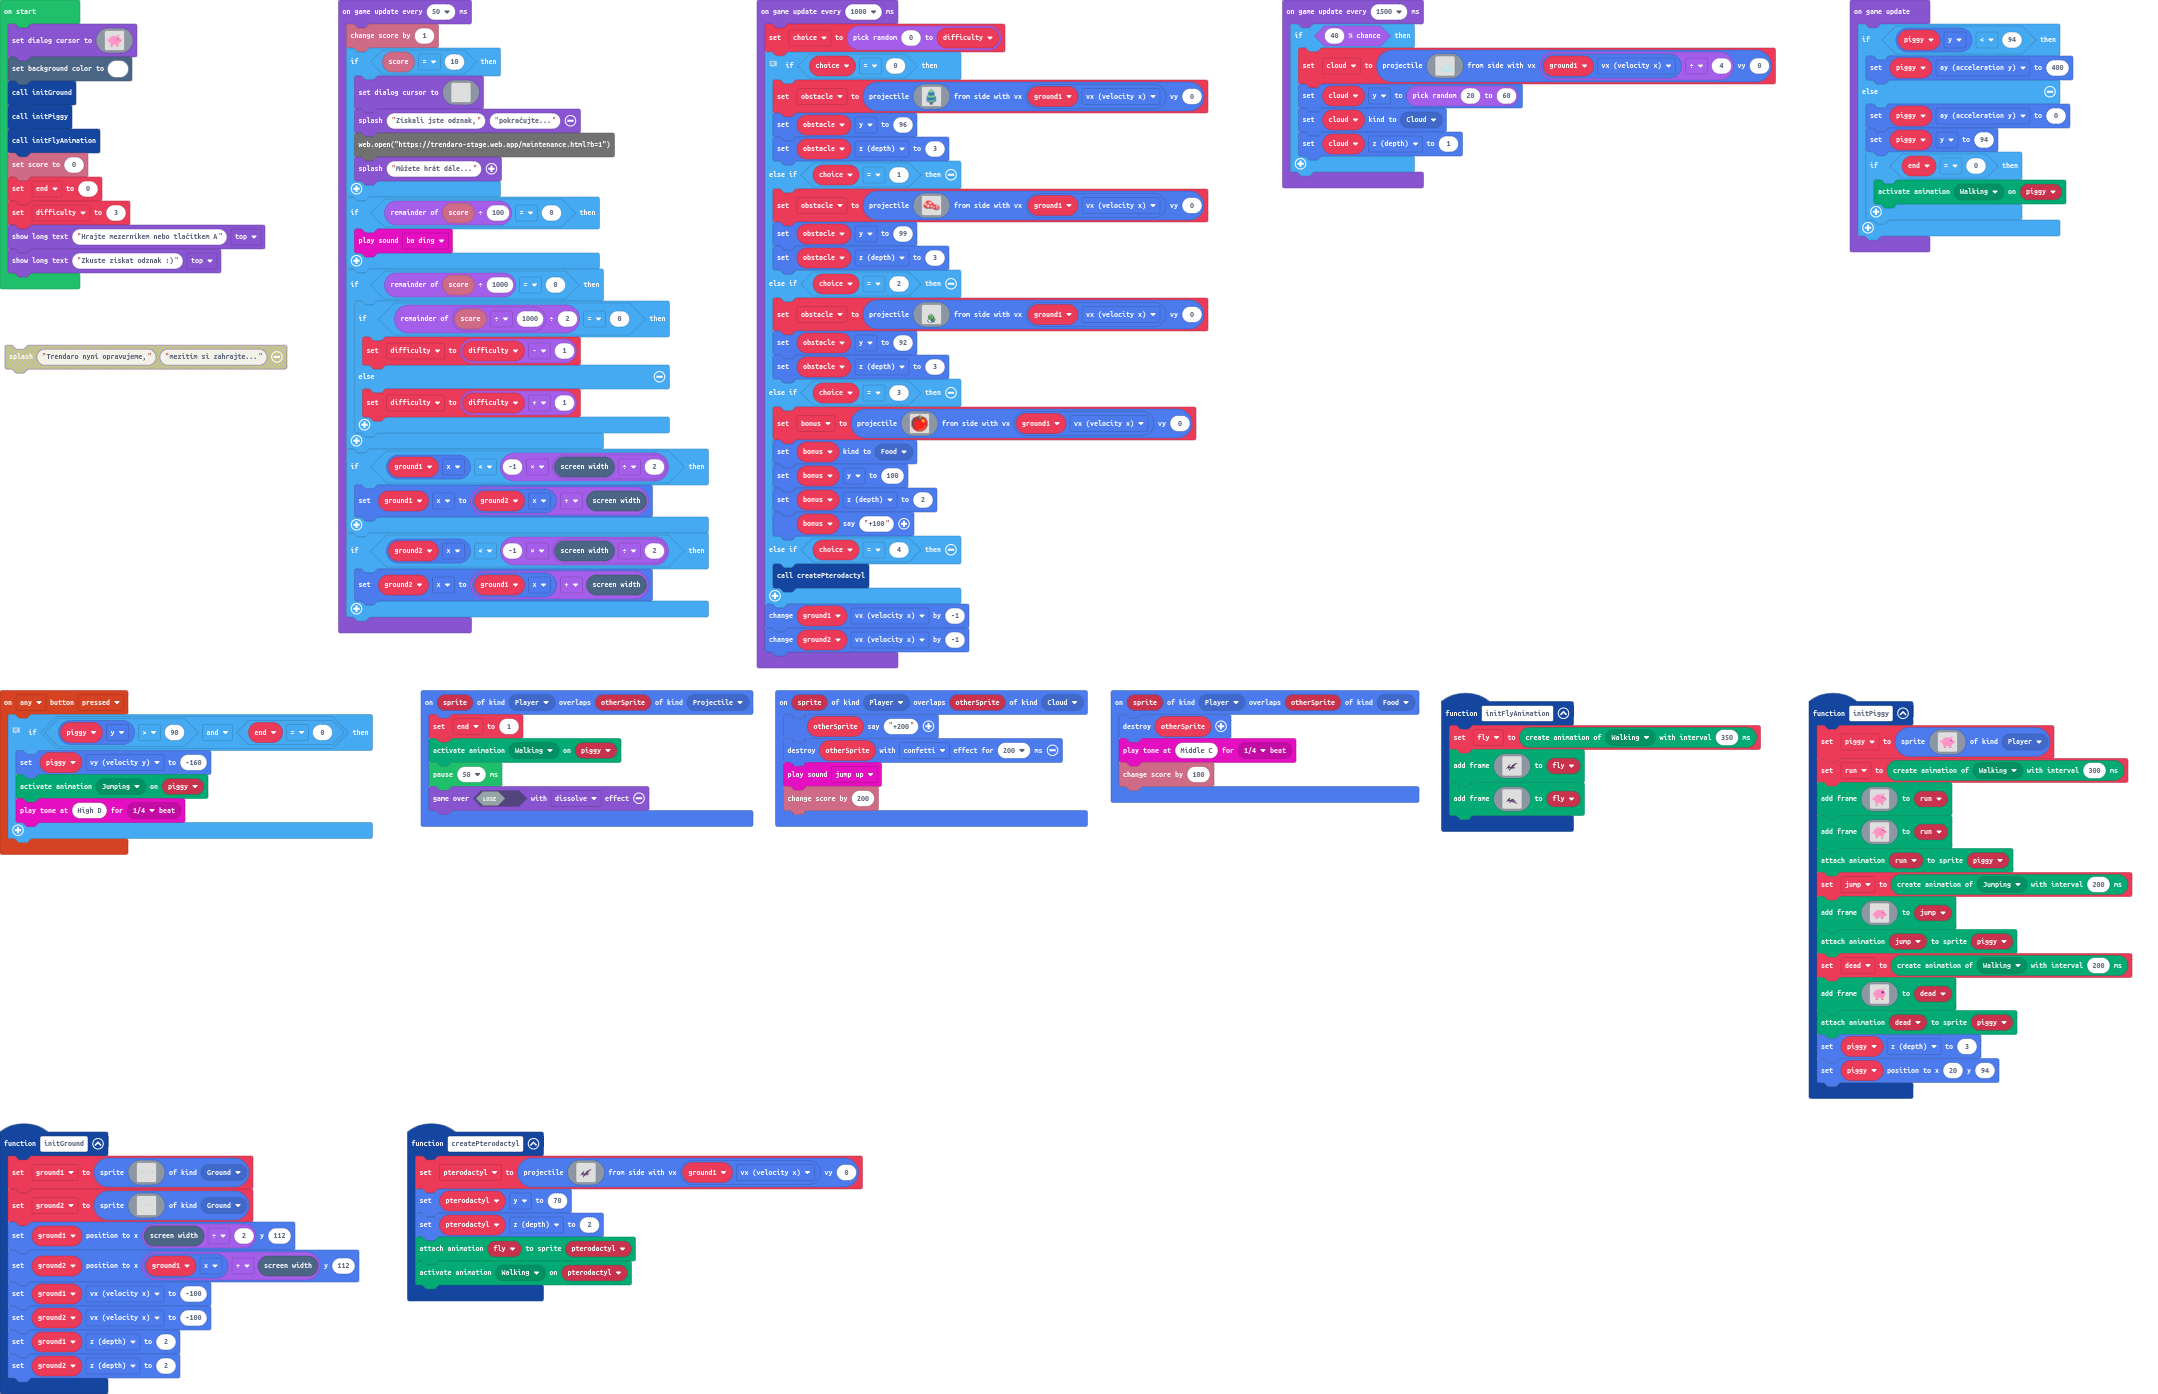 on start
set dialog cursor to
set background color to
call initGround
call initPiggy
call initFlyAnimation
set score to 0
set end to 0
set difficulty to 3
show long text "Hrajte mezerníkem nebo tlačítkem A" top
show long text "Zkuste získat odznak :)" top
splash "Trendaro nyní opravujeme," "mezitím si zahrajte..."
on game update every 50 ms
change score by 1
if score = 10 then
set dialog cursor to
splash "Získali jste odznak," "pokračujte..."
web.open("https://trendaro-stage.web.app/maintenance.html?b=1")
splash "Můžete hrát dále..."
if remainder of score ÷ 100 = 0 then
play sound ba ding
if remainder of score ÷ 1000 = 0 then
if remainder of score ÷ 1000 ÷ 2 = 0 then
set difficulty to difficulty - 1
else
set difficulty to difficulty + 1
if ground1 x < -1 × screen width ÷ 2 then
set ground1 x to ground2 x + screen width
if ground2 x < -1 × screen width ÷ 2 then
set ground2 x to ground1 x + screen width
on game update every 1000 ms
set choice to pick random 0 to difficulty
if choice = 0 then
set obstacle to projectile from side with vx ground1 vx (velocity x) vy 0
set obstacle y to 96
set obstacle z (depth) to 3
else if choice = 1 then
set obstacle to projectile from side with vx ground1 vx (velocity x) vy 0
set obstacle y to 99
set obstacle z (depth) to 3
else if choice = 2 then
set obstacle to projectile from side with vx ground1 vx (velocity x) vy 0
set obstacle y to 92
set obstacle z (depth) to 3
else if choice = 3 then
set bonus to projectile from side with vx ground1 vx (velocity x) vy 0
set bonus kind to Food
set bonus y to 100
set bonus z (depth) to 2
bonus say "+100"
else if choice = 4 then
call createPterodactyl
change ground1 vx (velocity x) by -1
change ground2 vx (velocity x) by -1
on game update every 1500 ms
if 40 % chance then
set cloud to projectile from side with vx ground1 vx (velocity x) ÷ 4 vy 0
set cloud y to pick random 20 to 60
set cloud kind to Cloud
set cloud z (depth) to 1
on game update
if piggy y < 94 then
set piggy ay (acceleration y) to 400
else
set piggy ay (acceleration y) to 0
set piggy y to 94
if end = 0 then
activate animation Walking on piggy
on any button pressed
if piggy y > 90 and end = 0 then
set piggy vy (velocity y) to -160
activate animation Jumping on piggy
play tone at High D for 1/4 beat
on sprite of kind Player overlaps otherSprite of kind Projectile
set end to 1
activate animation Walking on piggy
pause 50 ms
game over LOSE with dissolve effect
on sprite of kind Player overlaps otherSprite of kind Cloud
otherSprite say "+200"
destroy otherSprite with confetti effect for 200 ms
play sound jump up
change score by 200
on sprite of kind Player overlaps otherSprite of kind Food
destroy otherSprite
play tone at Middle C for 1/4 beat
change score by 100
function initFlyAnimation
set fly to create animation of Walking with interval 350 ms
add frame to fly
add frame to fly
function initPiggy
set piggy to sprite of kind Player
set run to create animation of Walking with interval 300 ms
add frame to run
add frame to run
attach animation run to sprite piggy
set jump to create animation of Jumping with interval 200 ms
add frame to jump
attach animation jump to sprite piggy
set dead to create animation of Walking with interval 200 ms
add frame to dead
attach animation dead to sprite piggy
set piggy z (depth) to 3
set piggy position to x 20 y 94
function initGround
set ground1 to sprite of kind Ground
set ground2 to sprite of kind Ground
set ground1 position to x screen width ÷ 2 y 112
set ground2 position to x ground1 x + screen width y 112
set ground1 vx (velocity x) to -100
set ground2 vx (velocity x) to -100
set ground1 z (depth) to 2
set ground2 z (depth) to 2
function createPterodactyl
set pterodactyl to projectile from side with vx ground1 vx (velocity x) vy 0
set pterodactyl y to 70
set pterodactyl z (depth) to 2
attach animation fly to sprite pterodactyl
activate animation Walking on pterodactyl